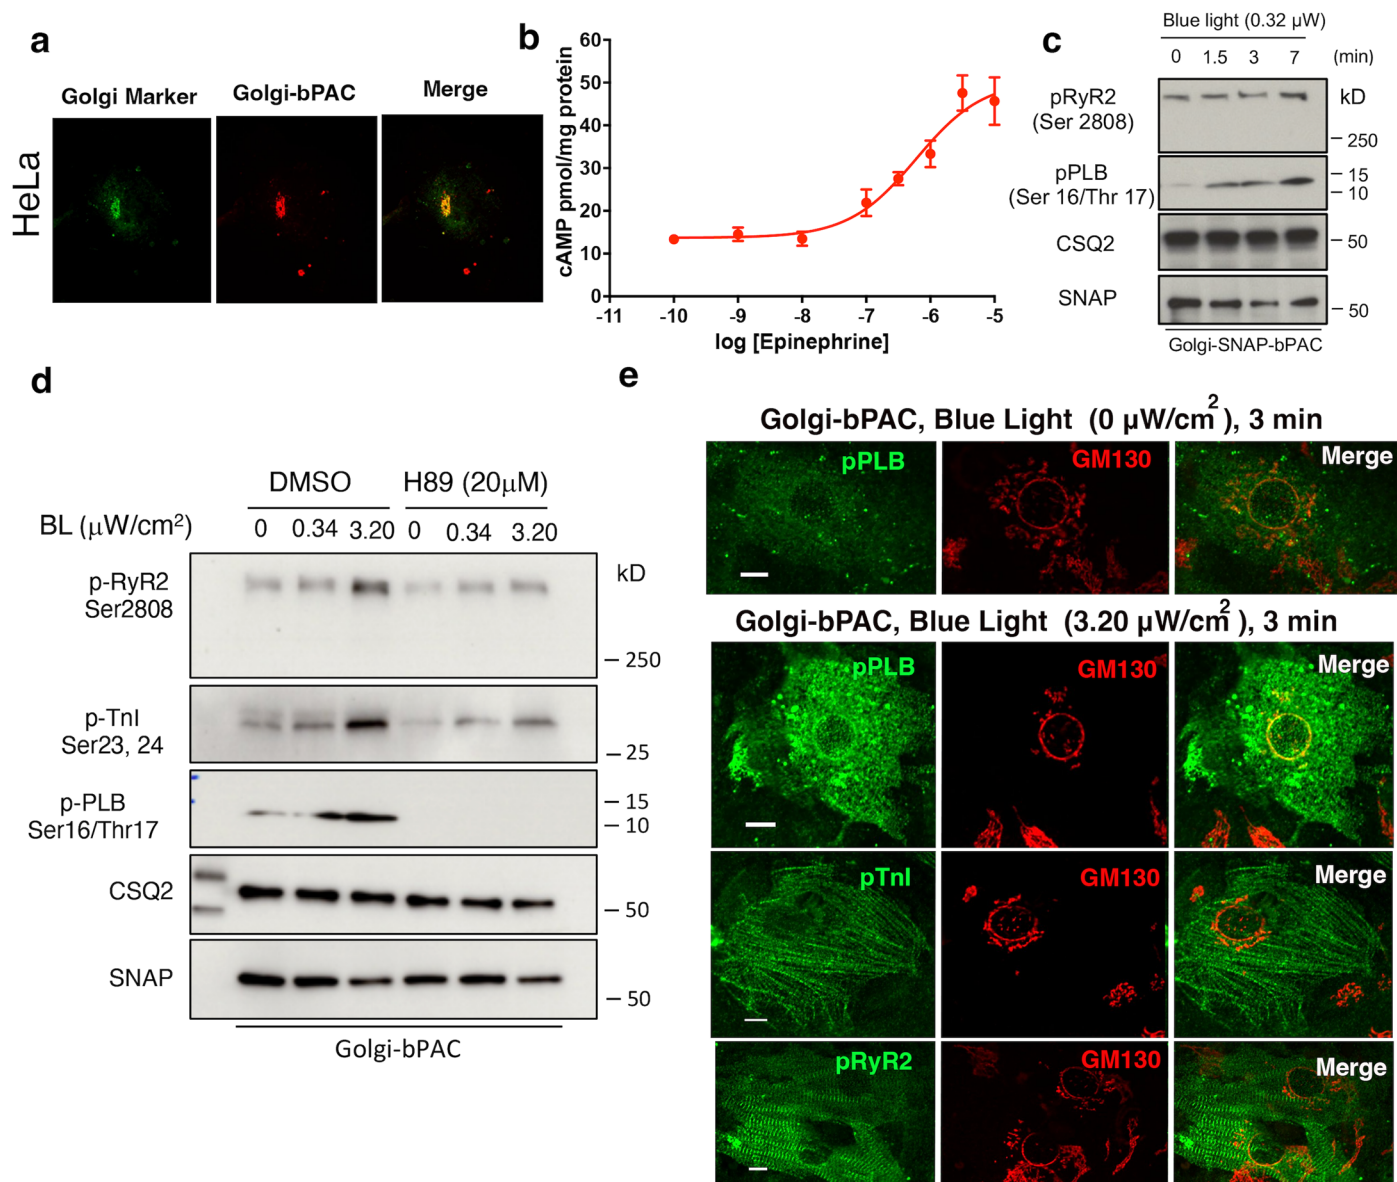 a
Golgi Marker
Golgi-bPAC
Merge
HeLa
b
cAMP pmol/mg protein
60
50
40
30
20
10
0
-11
-10
-9
-8
-7
-6
-5
log [Epinephrine]
c
Blue light (0.32 µW)
0 1.5 3 7 (min)
pRyR2
(Ser 2808)
kD
250
pPLB
(Ser 16/Thr 17)
15
10
CSQ2
50
SNAP
50
Golgi-SNAP-bPAC
d
DMSO H89 (20µM)
BL (µW/cm²) 0 0.34 3.20 0 0.34 3.20
p-RyR2
Ser2808
kD
250
p-TnI
Ser23, 24
25
p-PLB
Ser16/Thr17
15
10
CSQ2
50
SNAP
50
Golgi-bPAC
e
Golgi-bPAC, Blue Light (0 µW/cm²), 3 min
pPLB GM130 Merge
Golgi-bPAC, Blue Light (3.20 µW/cm²), 3 min
pPLB GM130 Merge
pTnI GM130 Merge
pRyR2 GM130 Merge